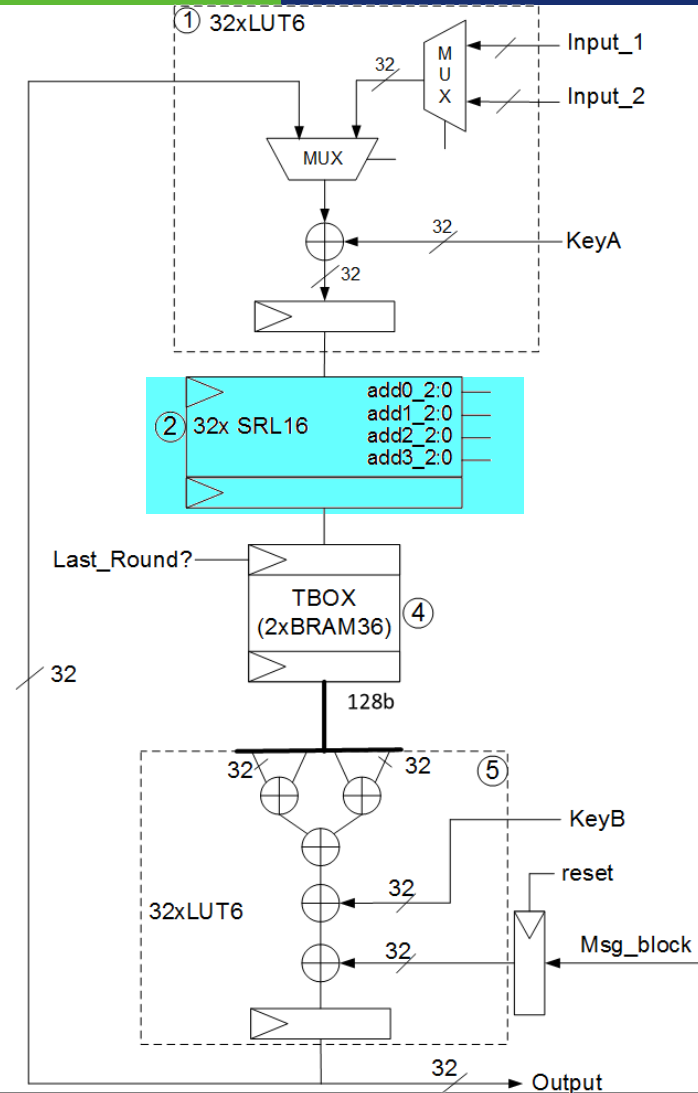 1 32xLUT6
Input_1
MUX
32
Input_2
MUX
32
KeyA
32
add0_2:0
add1_2:0
2 32x SRL16
add2_2:0
add3_2:0
Last_Round?
TBOX
(2xBRAM36)
4
32
128b
32
32
5
KeyB
reset
32
32xLUT6
32
Msg_block
32
Output